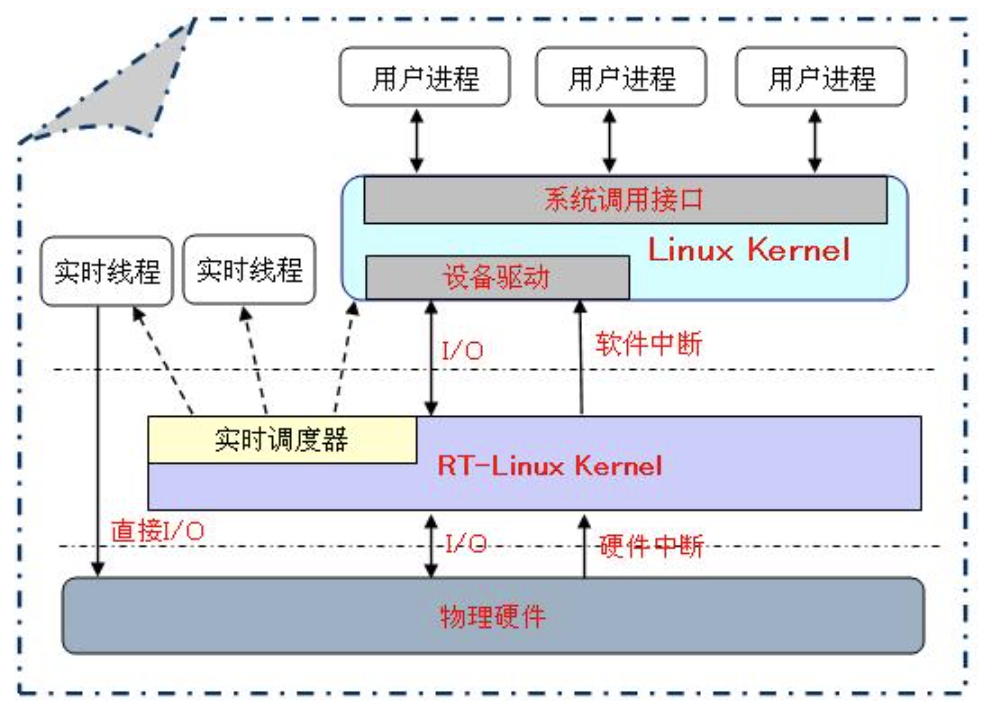 用户进程
用户进程
用户进程
系统调用接口
Linux Kernel
设备驱动
实时线程
实时线程
I/O
软件中断
实时调度器
RT-Linux Kernel
直接I/O
I/O
硬件中断
物理硬件